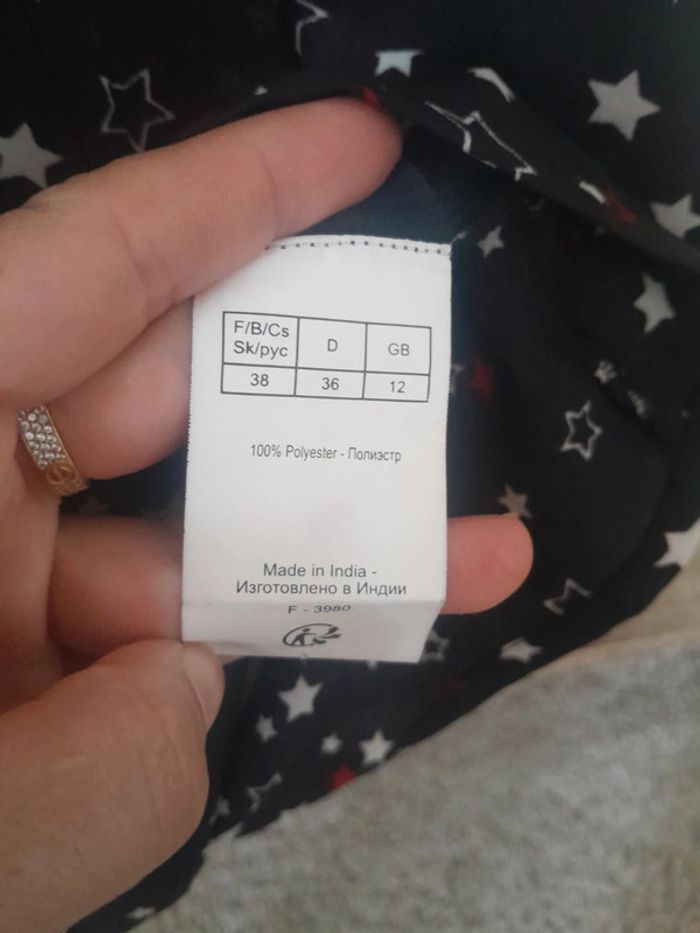 F/B/Cs D GB
Sk/рус
38 36 12
100% Polyester - Полиэстр
Made in India -
Изготовлено в Индии
F - 3980